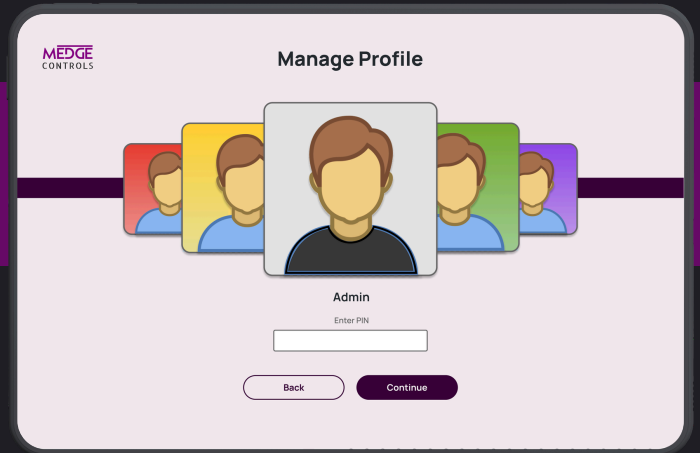 MEDGE
CONTROLS
Manage Profile
Admin
Enter PIN
Back
Continue